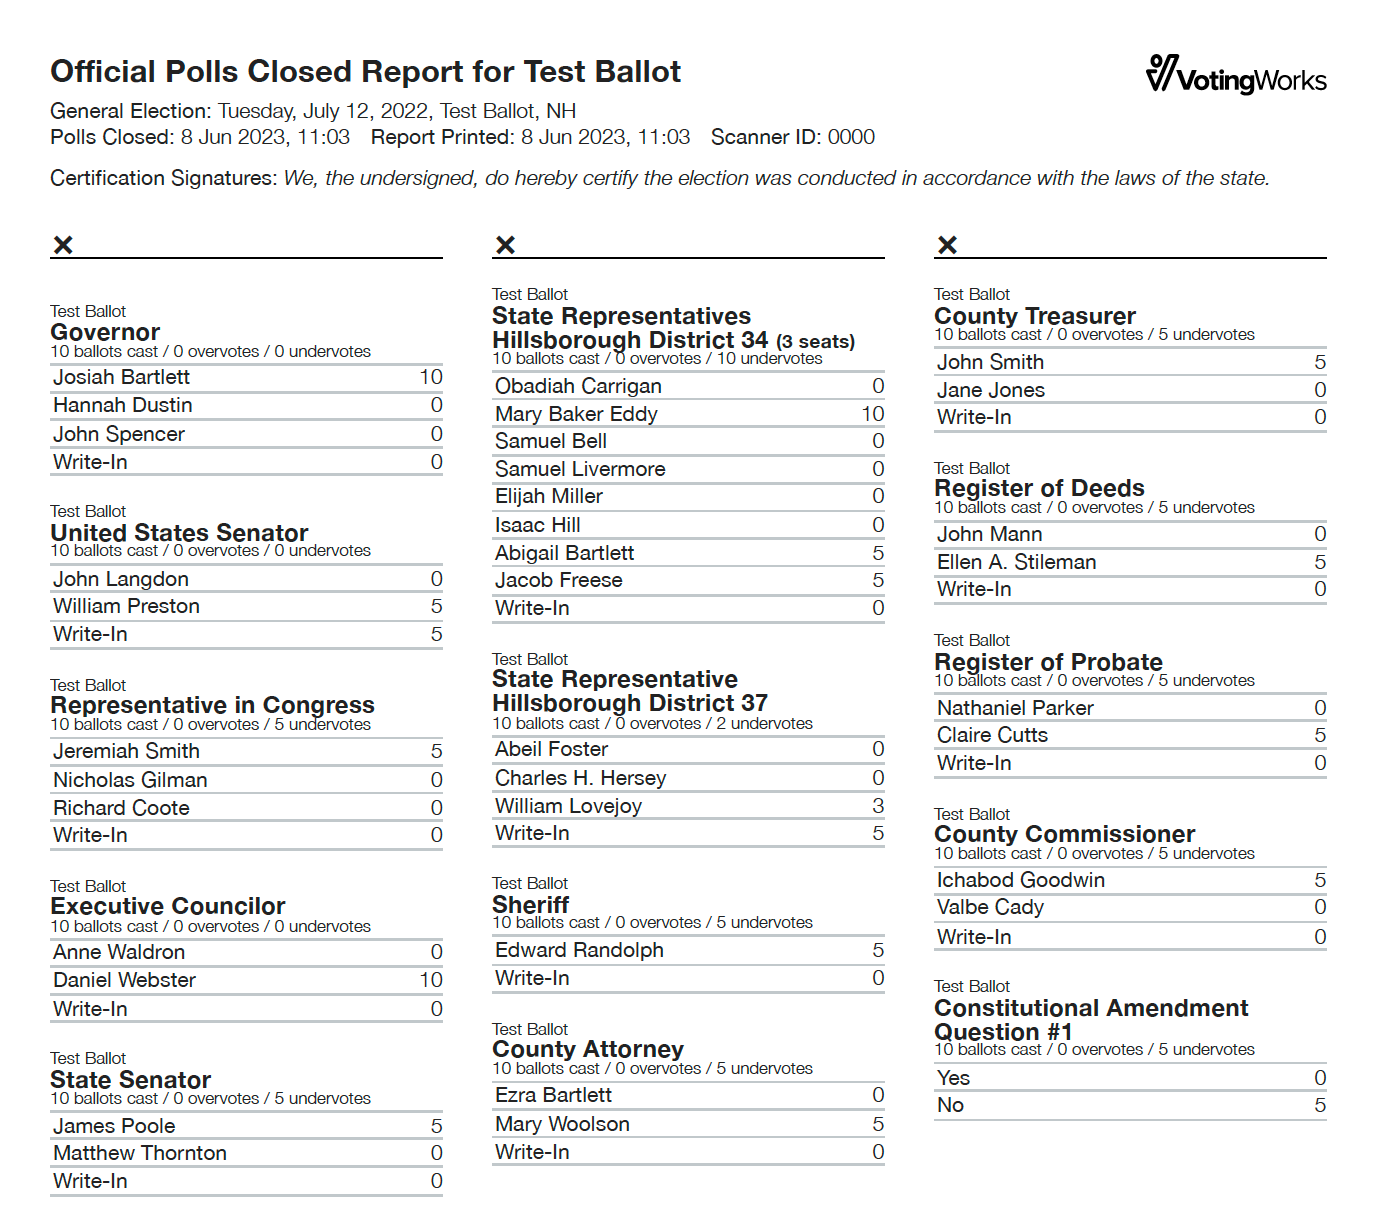 Official Polls Closed Report for Test Ballot
VotingWorks
General Election: Tuesday, July 12, 2022, Test Ballot, NH
Polls Closed: 8 Jun 2023, 11:03 Report Printed: 8 Jun 2023, 11:03 Scanner ID: 0000
Certification Signatures: We, the undersigned, do hereby certify the election was conducted in accordance with the laws of the state.
Test Ballot
Governor
10 ballots cast / 0 overvotes / 0 undervotes
Josiah Bartlett 10
Hannah Dustin 0
John Spencer 0
Write-In 0
Test Ballot
United States Senator
10 ballots cast / 0 overvotes / 0 undervotes
John Langdon 0
William Preston 5
Write-In 5
Test Ballot
Representative in Congress
10 ballots cast / 0 overvotes / 5 undervotes
Jeremiah Smith 5
Nicholas Gilman 0
Richard Coote 0
Write-In 0
Test Ballot
Executive Councilor
10 ballots cast / 0 overvotes / 0 undervotes
Anne Waldron 0
Daniel Webster 10
Write-In 0
Test Ballot
State Senator
10 ballots cast / 0 overvotes / 5 undervotes
James Poole 5
Matthew Thornton 0
Write-In 0
Test Ballot
State Representatives
Hillsborough District 34 (3 seats)
10 ballots cast / 0 overvotes / 10 undervotes
Obadiah Carrigan 0
Mary Baker Eddy 10
Samuel Bell 0
Samuel Livermore 0
Elijah Miller 0
Isaac Hill 0
Abigail Bartlett 5
Jacob Freese 5
Write-In 0
Test Ballot
State Representative
Hillsborough District 37
10 ballots cast / 0 overvotes / 2 undervotes
Abeil Foster 0
Charles H. Hersey 0
William Lovejoy 3
Write-In 5
Test Ballot
Sheriff
10 ballots cast / 0 overvotes / 5 undervotes
Edward Randolph 5
Write-In 0
Test Ballot
County Attorney
10 ballots cast / 0 overvotes / 5 undervotes
Ezra Bartlett 0
Mary Woolson 5
Write-In 0
Test Ballot
County Treasurer
10 ballots cast / 0 overvotes / 5 undervotes
John Smith 5
Jane Jones 0
Write-In 0
Test Ballot
Register of Deeds
10 ballots cast / 0 overvotes / 5 undervotes
John Mann 0
Ellen A. Stileman 5
Write-In 0
Test Ballot
Register of Probate
10 ballots cast / 0 overvotes / 5 undervotes
Nathaniel Parker 0
Claire Cutts 5
Write-In 0
Test Ballot
County Commissioner
10 ballots cast / 0 overvotes / 5 undervotes
Ichabod Goodwin 5
Valbe Cady 0
Write-In 0
Test Ballot
Constitutional Amendment
Question #1
10 ballots cast / 0 overvotes / 5 undervotes
Yes 0
No 5